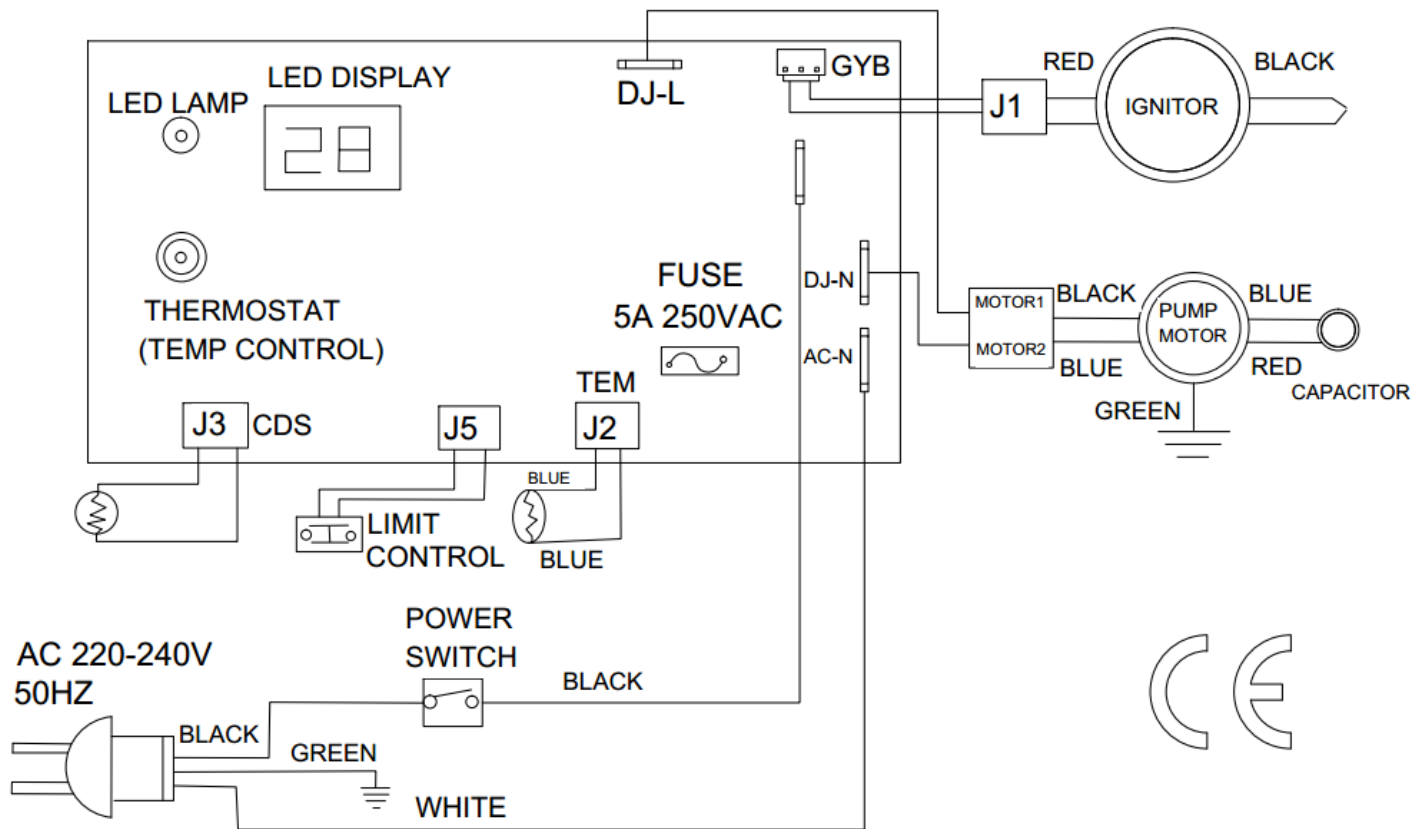 LED DISPLAY
LED LAMP
28
DJ-L
GYB
RED
J1
IGNITOR
BLACK
THERMOSTAT
(TEMP CONTROL)
FUSE
5A 250VAC
DJ-N
AC-N
MOTOR1
MOTOR2
BLACK
BLUE
PUMP
MOTOR
BLUE
RED
CAPACITOR
GREEN
J3
CDS
J5
TEM
J2
BLUE
BLUE
LIMIT
CONTROL
POWER
SWITCH
BLACK
AC 220-240V
50HZ
BLACK
GREEN
WHITE
CE